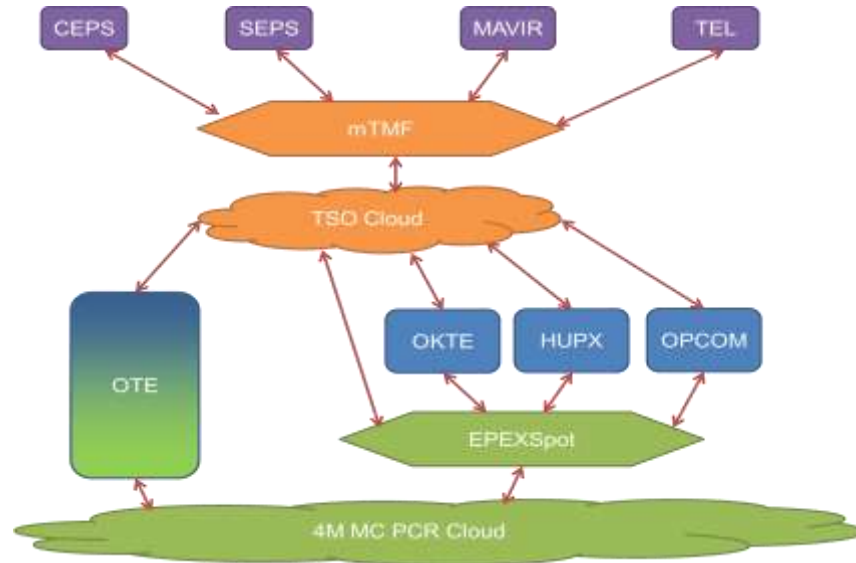 CEPS
SEPS
MAVIR
TEL
mTMF
TSO Cloud
OTE
OKTE
HUPX
OPCOM
EPEXSpot
4M MC PCR Cloud